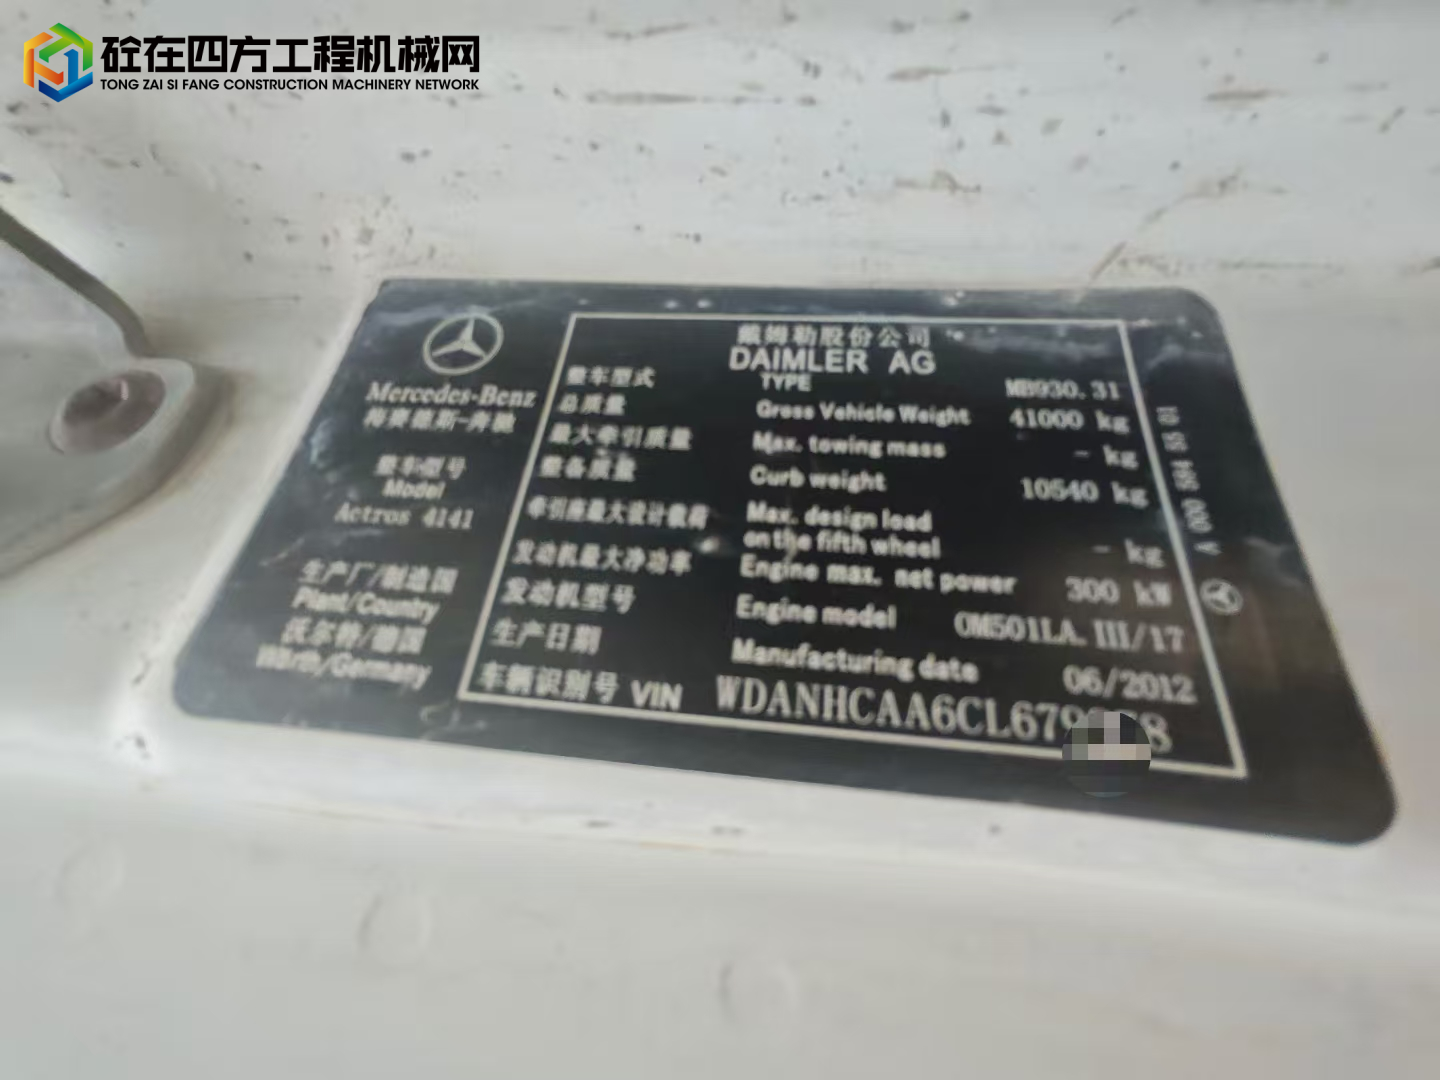 砼在四方工程机械网
TONG ZAI SI FANG CONSTRUCTION MACHINERY NETWORK
Mercedes-Benz
梅赛德斯-奔驰
整车型号
Model
Actros 4141
生产厂/制造国
Plant/Country
沃尔特/德国
Wörth/Germany
戴姆勒股份公司
DAIMLER AG
整车型式 TYPE MB930.31
总质量 Gross Vehicle Weight 41000 kg
最大牵引质量 Max. towing mass - kg
整备质量 Curb weight 10540 kg
牵引座最大设计载荷 Max. design load
on the fifth wheel - kg
发动机最大净功率 Engine max. net power 300 kW
发动机型号 Engine model OM501LA.III/17
生产日期 Manufacturing date 06/2012
车辆识别号 VIN WDANHCAA6CL679
A 000 584 55 01